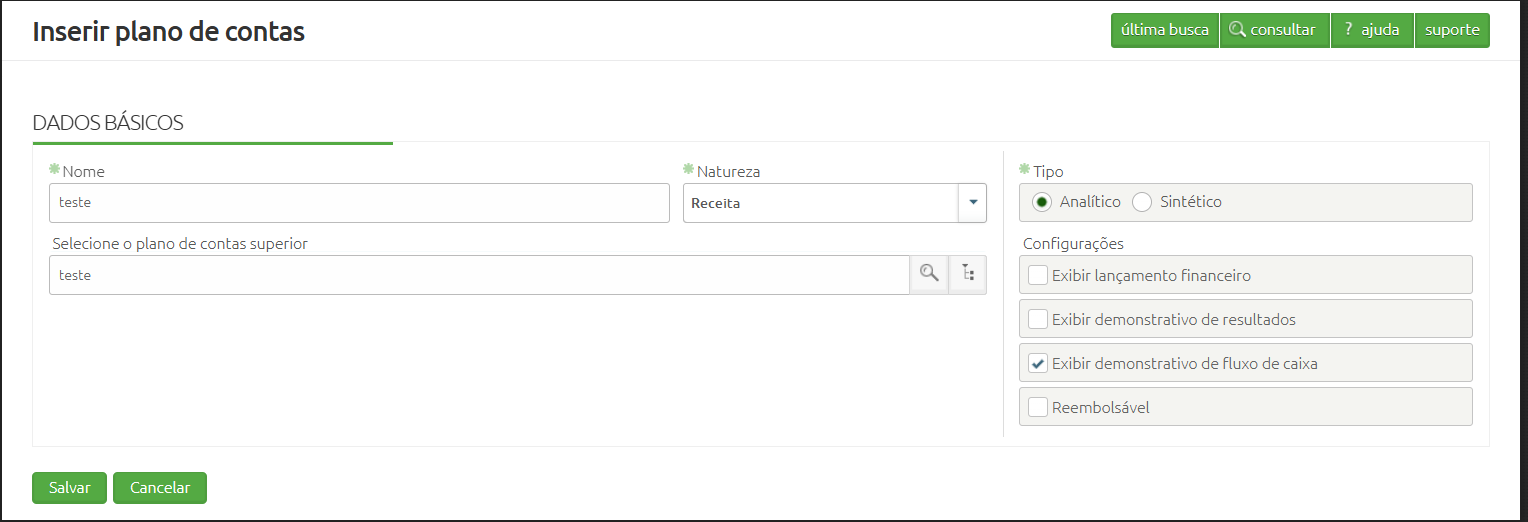 Inserir plano de contas
última busca
consultar
? ajuda
suporte
DADOS BÁSICOS
Nome
Natureza
Tipo
teste
Receita
Analítico
Sintético
Selecione o plano de contas superior
Configurações
teste
Exibir lançamento financeiro
Exibir demonstrativo de resultados
Exibir demonstrativo de fluxo de caixa
Reembolsável
Salvar
Cancelar